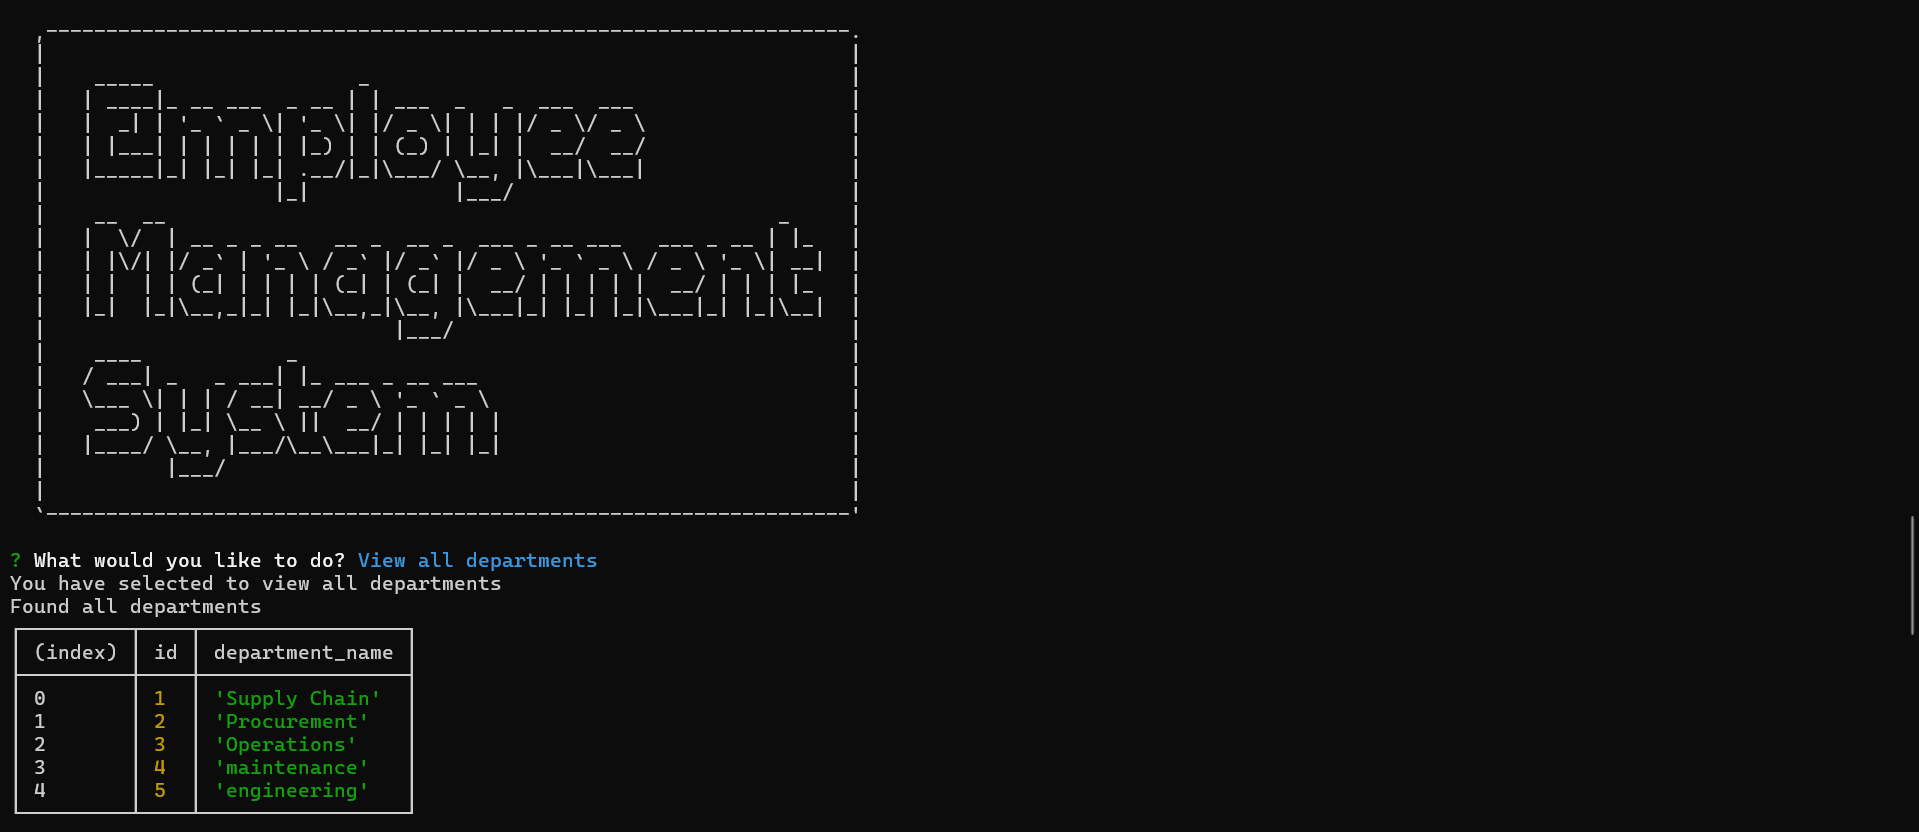 Employee
Management
System
? What would you like to do? View all departments
You have selected to view all departments
Found all departments
(index) id department_name
0 1 'Supply Chain'
1 2 'Procurement'
2 3 'Operations'
3 4 'maintenance'
4 5 'engineering'